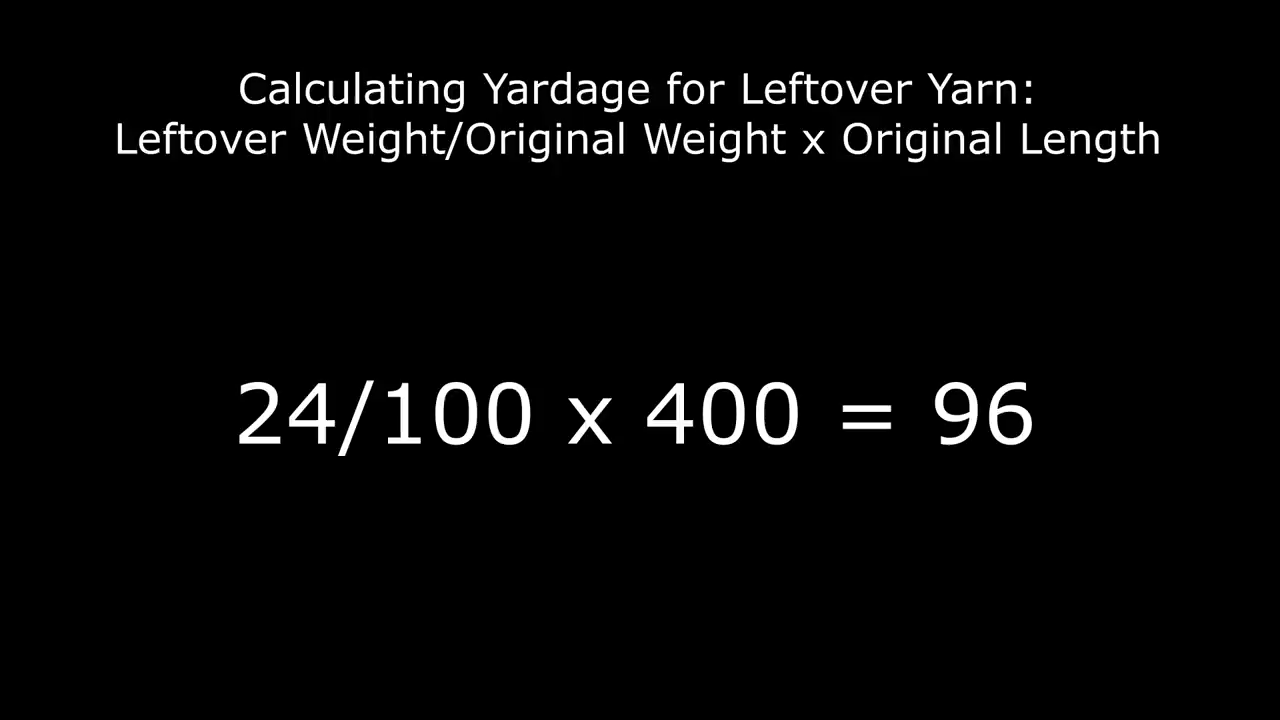 Calculating Yardage for Leftover Yarn:
Leftover Weight/Original Weight x Original Length
24/100 x 400 = 96